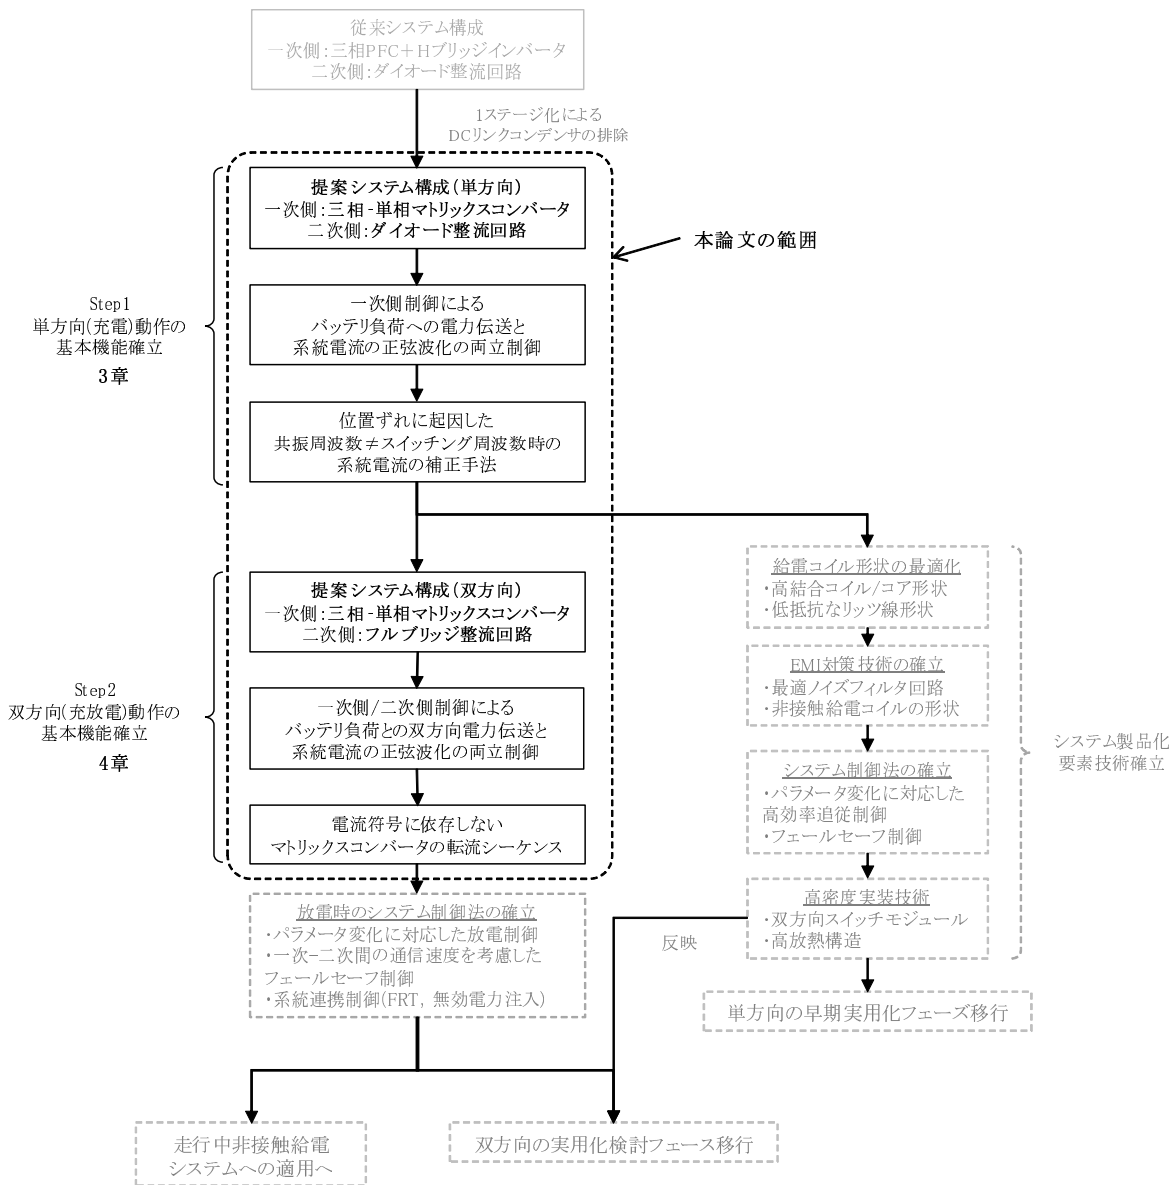 従来システム構成
一次側:三相PFC+Hブリッジインバータ
二次側:ダイオード整流回路
1ステージ化による
DCリンクコンデンサの排除
提案システム構成(単方向)
一次側:三相-単相マトリックスコンバータ
二次側:ダイオード整流回路
本論文の範囲
一次側制御による
バッテリ負荷への電力伝送と
系統電流の正弦波化の両立制御
Step1
単方向(充電)動作の
基本機能確立
3章
位置ずれに起因した
共振周波数≠スイッチング周波数時の
系統電流の補正手法
提案システム構成(双方向)
一次側:三相-単相マトリックスコンバータ
二次側:フルブリッジ整流回路
Step2
双方向(充放電)動作の
基本機能確立
4章
一次側/二次側制御による
バッテリ負荷との双方向電力伝送と
系統電流の正弦波化の両立制御
電流符号に依存しない
マトリックスコンバータの転流シーケンス
放電時のシステム制御法の確立
・パラメータ変化に対応した放電制御
・一次−二次間の通信速度を考慮した
フェールセーフ制御
・系統連携制御(FRT, 無効電力注入)
給電コイル形状の最適化
・高結合コイル/コア形状
・低抵抗なリッツ線形状
EMI対策技術の確立
・最適ノイズフィルタ回路
・非接触給電コイルの形状
システム制御法の確立
・パラメータ変化に対応した
高効率追従制御
・フェールセーフ制御
高密度実装技術
・双方向スイッチモジュール
・高放熱構造
システム製品化
要素技術確立
反映
単方向の早期実用化フェーズ移行
走行中非接触給電
システムへの適用へ
双方向の実用化検討フェース移行